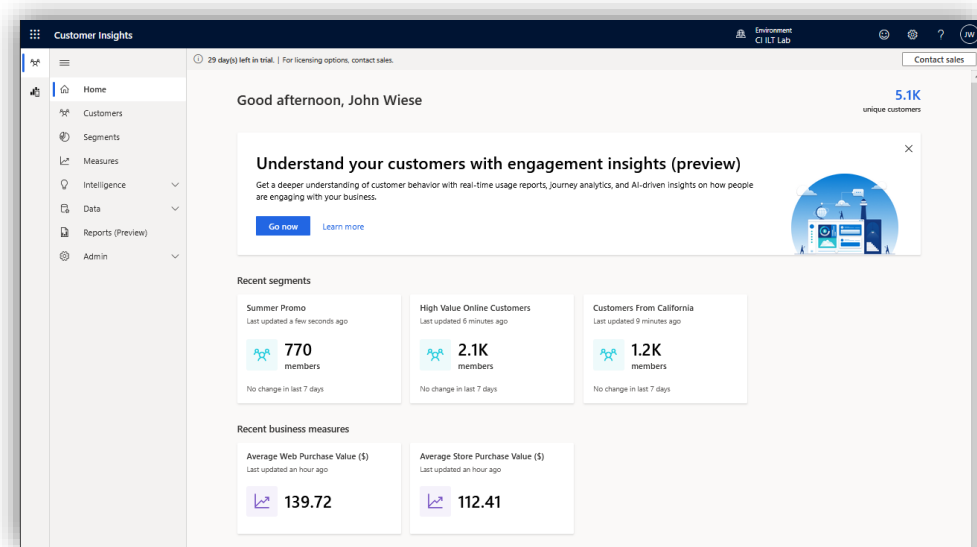 Customer Insights
Environment
CI ILT Lab
?
JW
29 day(s) left in trial. | For licensing options, contact sales.
Contact sales
Home
Customers
Segments
Measures
Intelligence
Data
Reports (Preview)
Admin
Good afternoon, John Wiese
5.1K
unique customers
Understand your customers with engagement insights (preview)
Get a deeper understanding of customer behavior with real-time usage reports, journey analytics, and AI-driven insights on how people
are engaging with your business.
Go now
Learn more
Recent segments
Summer Promo
Last updated a few seconds ago
770
members
No change in last 7 days
High Value Online Customers
Last updated 6 minutes ago
2.1K
members
No change in last 7 days
Customers From California
Last updated 9 minutes ago
1.2K
members
No change in last 7 days
Recent business measures
Average Web Purchase Value ($)
Last updated an hour ago
139.72
Average Store Purchase Value ($)
Last updated an hour ago
112.41